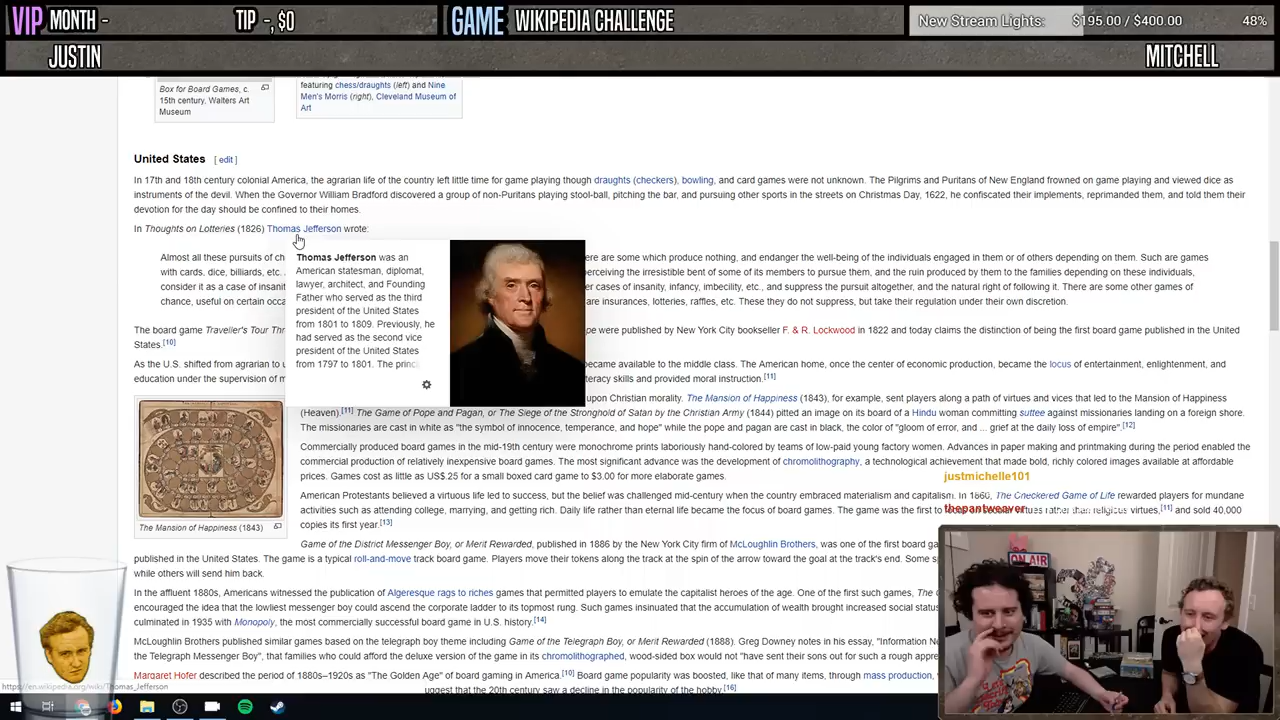 VIP MONTH -
TIP -, $0
GAME WIKIPEDIA CHALLENGE
New Stream Lights: $195.00 / $400.00 48%
JUSTIN
MITCHELL
Box for Board Games, c.
15th century, Walters Art
Museum
featuring chess/draughts (left) and Nine
Men's Morris (right), Cleveland Museum of
Art
United States [ edit ]
In 17th and 18th century colonial America, the agrarian life of the country left little time for game playing though draughts (checkers), bowling, and card games were not unknown. The Pilgrims and Puritans of New England frowned on game playing and viewed dice as
instruments of the devil. When the Governor William Bradford discovered a group of non-Puritans playing stool-ball, pitching the bar, and pursuing other sports in the streets on Christmas Day, 1622, he confiscated their implements, reprimanded them, and told them their
devotion for the day should be confined to their homes.
In Thoughts on Lotteries (1826) Thomas Jefferson wrote:
Almost all these pursuits of ch
with cards, dice, billiards, etc.
consider it as a case of insanit
chance, useful on certain occa
Thomas Jefferson was an
American statesman, diplomat,
lawyer, architect, and Founding
Father who served as the third
president of the United States
from 1801 to 1809. Previously, he
had served as the second vice
president of the United States
from 1797 to 1801. The princ
ere are some which produce nothing, and endanger the well-being of the individuals engaged in them or of others depending on them. Such are games
perceiving the irresistible bent of some of its members to pursue them, and the ruin produced by them to the families depending on these individuals,
er cases of insanity, infancy, imbecility, etc., and suppress the pursuit altogether, and the natural right of following it. There are some other games of
are insurances, lotteries, raffles, etc. These they do not suppress, but take their regulation under their own discretion.
The board game Traveller's Tour Thr
pe were published by New York City bookseller F. & R. Lockwood in 1822 and today claims the distinction of being the first board game published in the United
States.[10]
As the U.S. shifted from agrarian to
became available to the middle class. The American home, once the center of economic production, became the locus of entertainment, enlightenment, and
education under the supervision of m
teracy skills and provided moral instruction.[11]
upon Christian morality. The Mansion of Happiness (1843), for example, sent players along a path of virtues and vices that led to the Mansion of Happiness
(Heaven).[11] The Game of Pope and Pagan, or The Siege of the Stronghold of Satan by the Christian Army (1844) pitted an image on its board of a Hindu woman committing suttee against missionaries landing on a foreign shore.
The missionaries are cast in white as "the symbol of innocence, temperance, and hope" while the pope and pagan are cast in black, the color of "gloom of error, and ... grief at the daily loss of empire".[12]
Commercially produced board games in the mid-19th century were monochrome prints laboriously hand-colored by teams of low-paid young factory women. Advances in paper making and printmaking during the period enabled the
commercial production of relatively inexpensive board games. The most significant advance was the development of chromolithography, a technological achievement that made bold, richly colored images available at affordable
prices. Games cost as little as US$.25 for a small boxed card game to $3.00 for more elaborate games.
justmichelle101
American Protestants believed a virtuous life led to success, but the belief was challenged mid-century when the country embraced materialism and capitalism. In 1860, The Checkered Game of Life rewarded players for mundane
activities such as attending college, marrying, and getting rich. Daily life rather than eternal life became the focus of board games. The game was the first to focus on secular virtues rather than religious virtues,[11] and sold 40,000
thepantweaver
copies its first year.[13]
The Mansion of Happiness (1843)
Game of the District Messenger Boy, or Merit Rewarded, published in 1886 by the New York City firm of McLoughlin Brothers, was one of the first board ga
published in the United States. The game is a typical roll-and-move track board game. Players move their tokens along the track at the spin of the arrow toward the goal at the track's end. Some sp
while others will send him back.
In the affluent 1880s, Americans witnessed the publication of Algeresque rags to riches games that permitted players to emulate the capitalist heroes of the age. One of the first such games, The G
encouraged the idea that the lowliest messenger boy could ascend the corporate ladder to its topmost rung. Such games insinuated that the accumulation of wealth brought increased social status
culminated in 1935 with Monopoly, the most commercially successful board game in U.S. history.[14]
McLoughlin Brothers published similar games based on the telegraph boy theme including Game of the Telegraph Boy, or Merit Rewarded (1888). Greg Downey notes in his essay, "Information N
the Telegraph Messenger Boy", that families who could afford the deluxe version of the game in its chromolithographed, wood-sided box would not "have sent their sons out for such a rough appre
Margaret Hofer described the period of 1880s–1920s as "The Golden Age" of board gaming in America.[10] Board game popularity was boosted, like that of many items, through mass production,
https://en.wikipedia.org/wiki/Thomas_Jefferson
uggest that the 20th century saw a decline in the popularity of the hobby.[16]
ON AIR